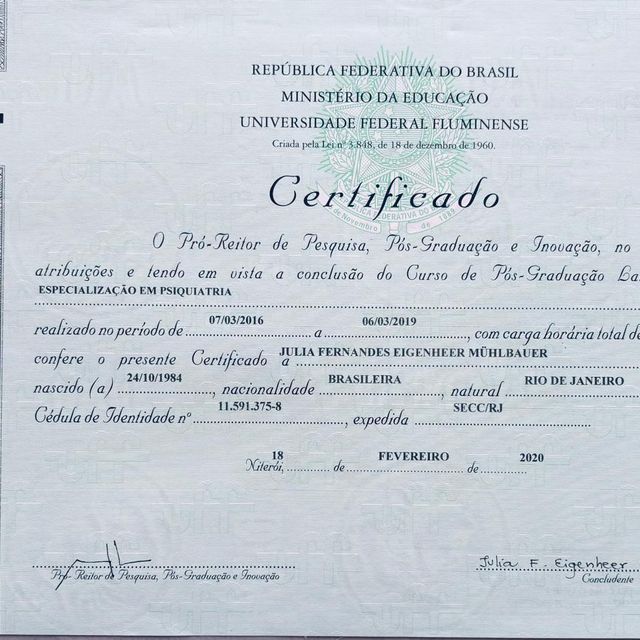 REPÚBLICA FEDERATIVA DO BRASIL
MINISTÉRIO DA EDUCAÇÃO
UNIVERSIDADE FEDERAL FLUMINENSE
Criada pela Lei nº 3.848, de 18 de dezembro de 1960.
Certificado
O Pró-Reitor de Pesquisa, Pós-Graduação e Inovação, no
atribuições e tendo em vista a conclusão do Curso de Pós-Graduação La
ESPECIALIZAÇÃO EM PSIQUIATRIA
realizado no período de 07/03/2016 a 06/03/2019, com carga horária total de
confere o presente Certificado a JULIA FERNANDES EIGENHEER MÜHLBAUER
nascido (a) 24/10/1984, nacionalidade BRASILEIRA, natural RIO DE JANEIRO
Cédula de Identidade nº 11.591.375-8, expedida SECC/RJ
Niterói, 18 de FEVEREIRO de 2020
Julia F. Eigenheer
Pró-Reitor de Pesquisa, Pós-Graduação e Inovação
Concludente